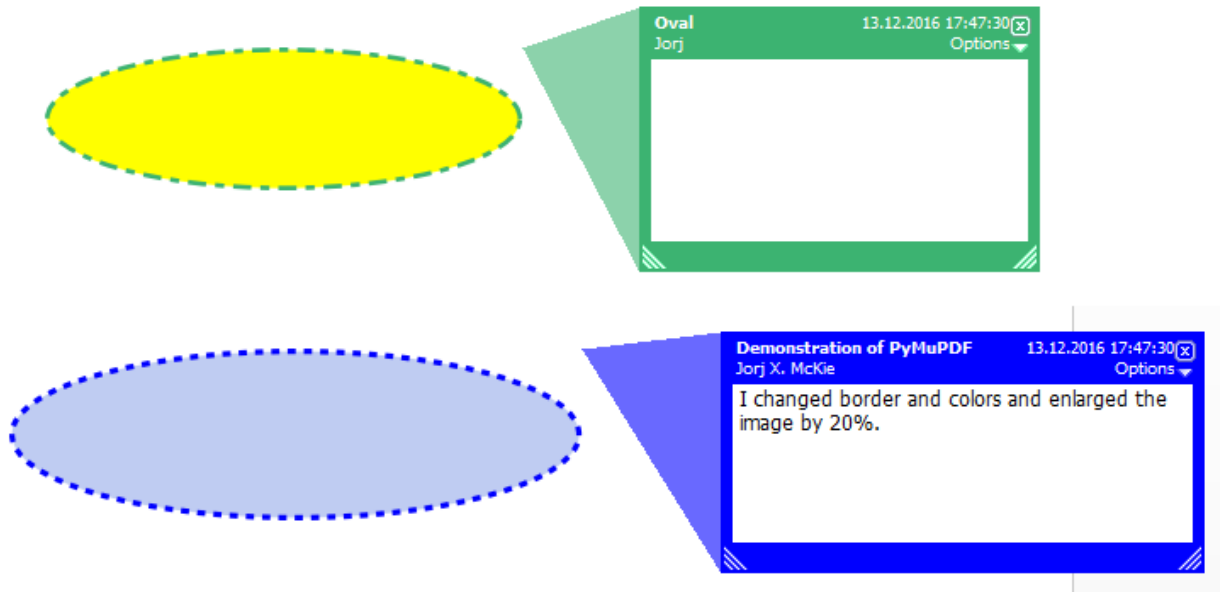 Oval 13.12.2016 17:47:30
Jorj Options
Demonstration of PyMuPDF 13.12.2016 17:47:30
Jorj X. McKie Options
I changed border and colors and enlarged the
image by 20%.